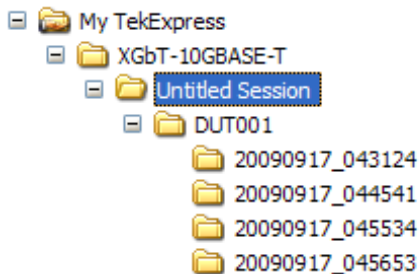 My TekExpress
XGbT-10GBASE-T
Untitled Session
DUT001
20090917_043124
20090917_044541
20090917_045534
20090917_045653